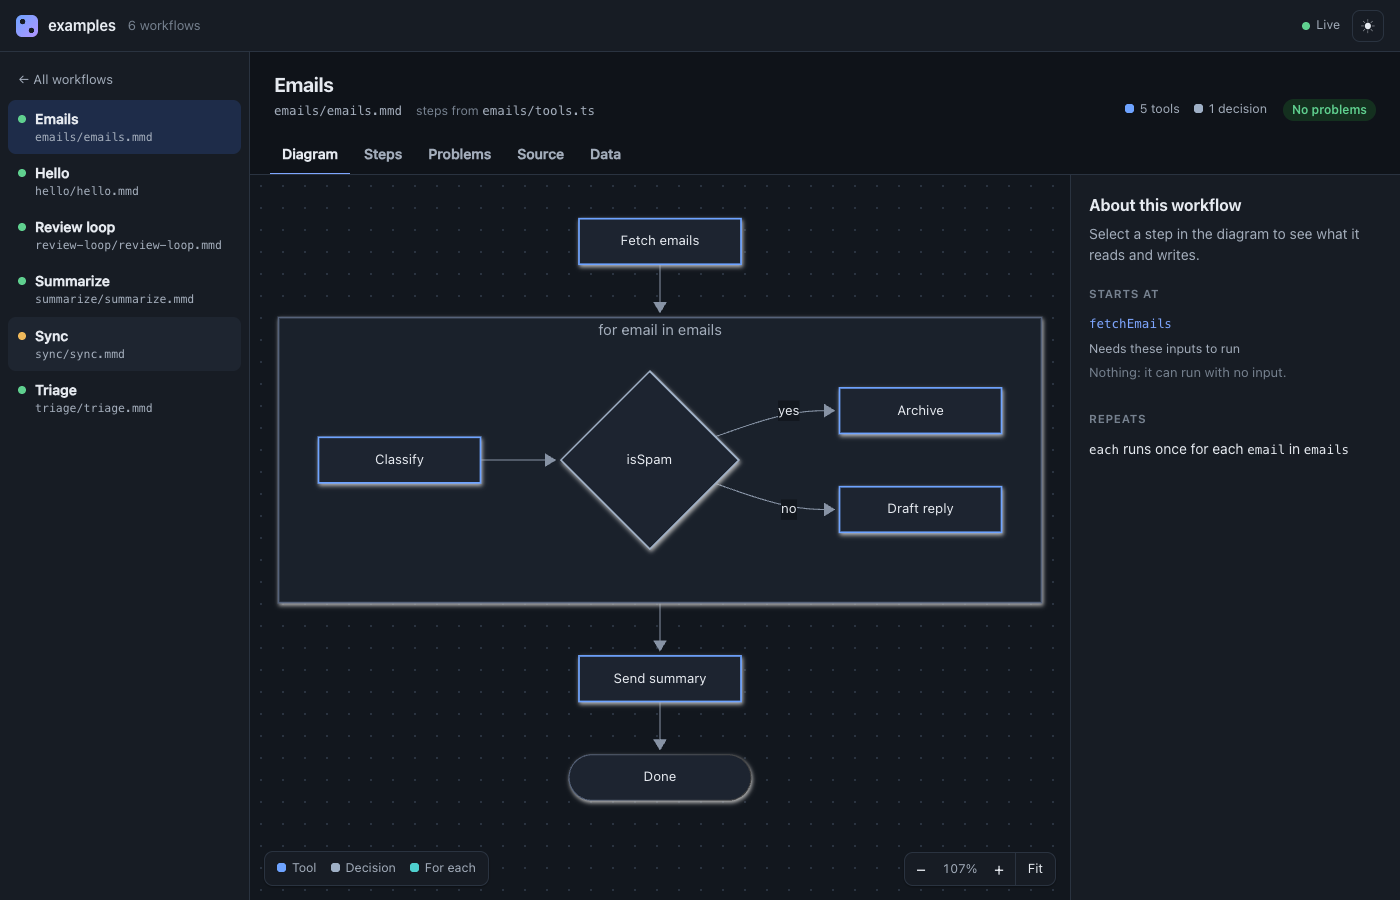 examples 6 workflows
Live
← All workflows
Emails
emails/emails.mmd
Hello
hello/hello.mmd
Review loop
review-loop/review-loop.mmd
Summarize
summarize/summarize.mmd
Sync
sync/sync.mmd
Triage
triage/triage.mmd
Emails
emails/emails.mmd steps from emails/tools.ts
5 tools 1 decision No problems
Diagram Steps Problems Source Data
Fetch emails
for email in emails
Classify
isSpam
yes
Archive
no
Draft reply
Send summary
Done
Tool Decision For each
− 107% + Fit
About this workflow
Select a step in the diagram to see what it
reads and writes.
STARTS AT
fetchEmails
Needs these inputs to run
Nothing: it can run with no input.
REPEATS
each runs once for each email in emails